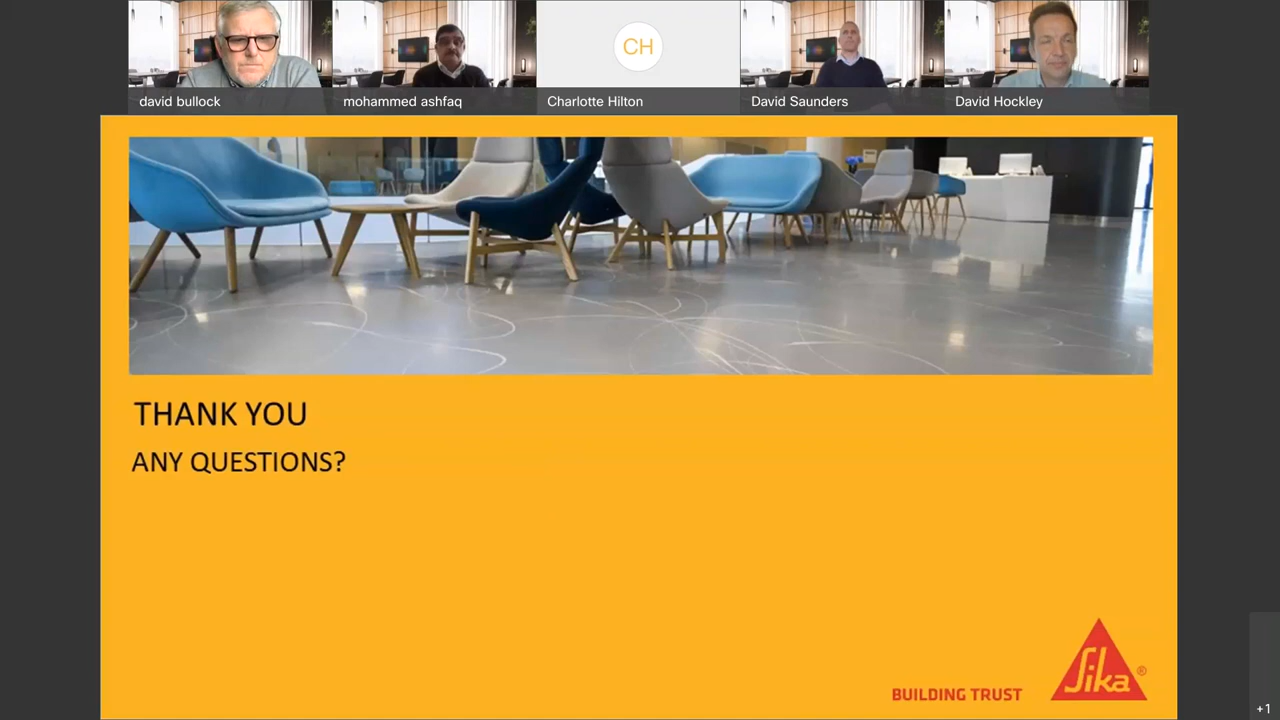 david bullock
mohammed ashfaq
CH
Charlotte Hilton
David Saunders
David Hockley
THANK YOU
ANY QUESTIONS?
BUILDING TRUST
Sika®
+1